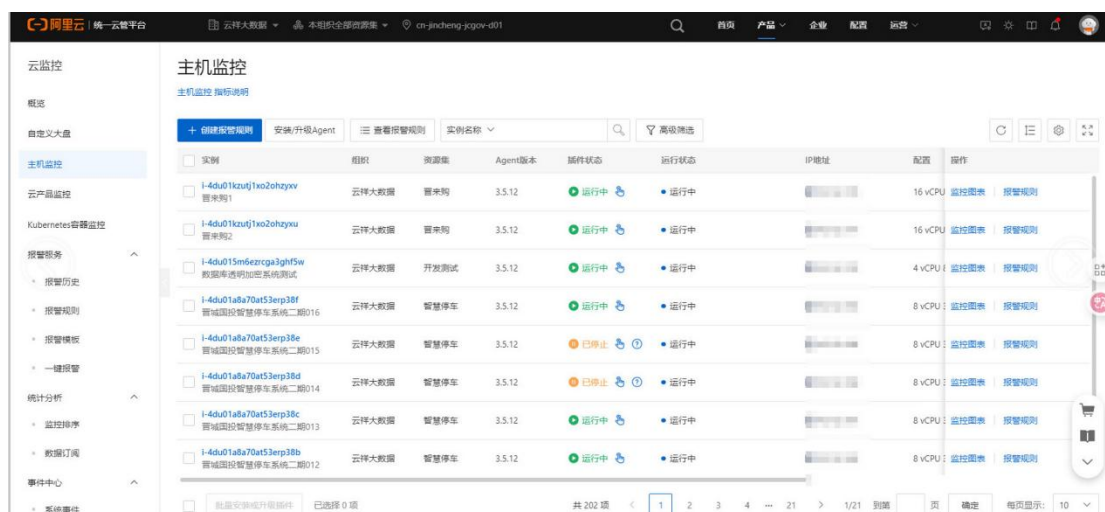 阿里云 | 统一云管平台 云祥大数据 本组织全部资源集 cn-jincheng-jcgov-d01 首页 产品 企业 配置 运营
云监控
概览
自定义大盘
主机监控
云产品监控
Kubernetes容器监控
报警服务
报警历史
报警规则
报警模板
一键报警
统计分析
监控排序
数据订阅
事件中心
系统事件
主机监控
主机监控 指标说明
+ 创建报警规则 安装/升级Agent 查看报警规则 实例名称 高级筛选
实例 组织 资源集 Agent版本 插件状态 运行状态 IP地址 配置 操作
i-4du01kzutj1xo2ohzyxv
晋来购1 云祥大数据 晋来购 3.5.12 运行中 运行中 16 vCPU 监控图表 报警规则
i-4du01kzutj1xo2ohzyxu
晋来购2 云祥大数据 晋来购 3.5.12 运行中 运行中 16 vCPU 监控图表 报警规则
i-4du015m6ezrcga3ghf5w
数据库透明加密系统测试 云祥大数据 开发测试 3.5.12 运行中 运行中 4 vCPU 监控图表 报警规则
i-4du01a8a70at53erp38f
晋城国投智慧停车系统二期016 云祥大数据 智慧停车 3.5.12 运行中 运行中 8 vCPU 监控图表 报警规则
i-4du01a8a70at53erp38e
晋城国投智慧停车系统二期015 云祥大数据 智慧停车 3.5.12 已停止 运行中 8 vCPU 监控图表 报警规则
i-4du01a8a70at53erp38d
晋城国投智慧停车系统二期014 云祥大数据 智慧停车 3.5.12 已停止 运行中 8 vCPU 监控图表 报警规则
i-4du01a8a70at53erp38c
晋城国投智慧停车系统二期013 云祥大数据 智慧停车 3.5.12 运行中 运行中 8 vCPU 监控图表 报警规则
i-4du01a8a70at53erp38b
晋城国投智慧停车系统二期012 云祥大数据 智慧停车 3.5.12 运行中 运行中 8 vCPU 监控图表 报警规则
批量安装或升级插件 已选择 0 项 共 202 项 1 2 3 4 ... 21 1/21 到第 页 确定 每页显示: 10